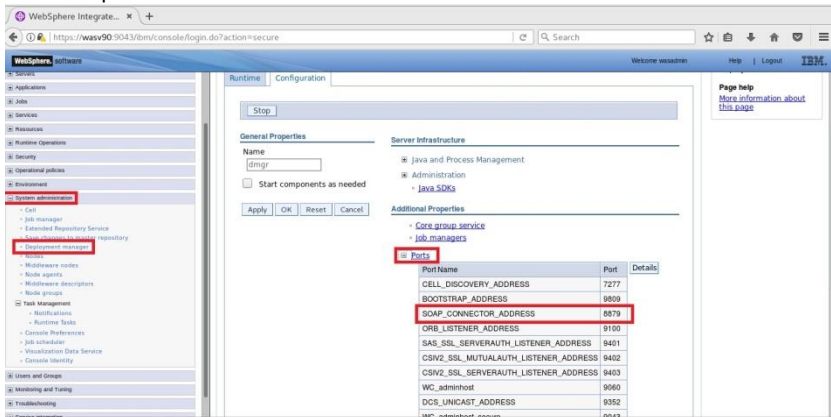 WebSphere Integrate... × +
https://wasv90:9043/ibm/console/login.do?action=secure
Search
WebSphere. software
Welcome wasadmin
Help | Logout
IBM.
Servers
Applications
Jobs
Services
Resources
Runtime Operations
Security
Operational policies
Environment
System administration
Cell
Job manager
Extended Repository Service
Save changes to master repository
Deployment manager
Nodes
Middleware nodes
Node agents
Middleware descriptors
Node groups
Task Management
Notifications
Runtime Tasks
Console Preferences
Job scheduler
Visualization Data Service
Console Identity
Users and Groups
Monitoring and Tuning
Troubleshooting
Service integration
Runtime Configuration
Stop
General Properties
Name
dmgr
Start components as needed
Apply OK Reset Cancel
Server Infrastructure
Java and Process Management
Administration
Java SDKs
Additional Properties
Core group service
Job managers
Ports
Port Name Port Details
CELL_DISCOVERY_ADDRESS 7277
BOOTSTRAP_ADDRESS 9809
SOAP_CONNECTOR_ADDRESS 8879
ORB_LISTENER_ADDRESS 9100
SAS_SSL_SERVERAUTH_LISTENER_ADDRESS 9401
CSIV2_SSL_MUTUALAUTH_LISTENER_ADDRESS 9402
CSIV2_SSL_SERVERAUTH_LISTENER_ADDRESS 9403
WC_adminhost 9060
DCS_UNICAST_ADDRESS 9352
WC_adminhost_secure 9043
Page help
More information about
this page